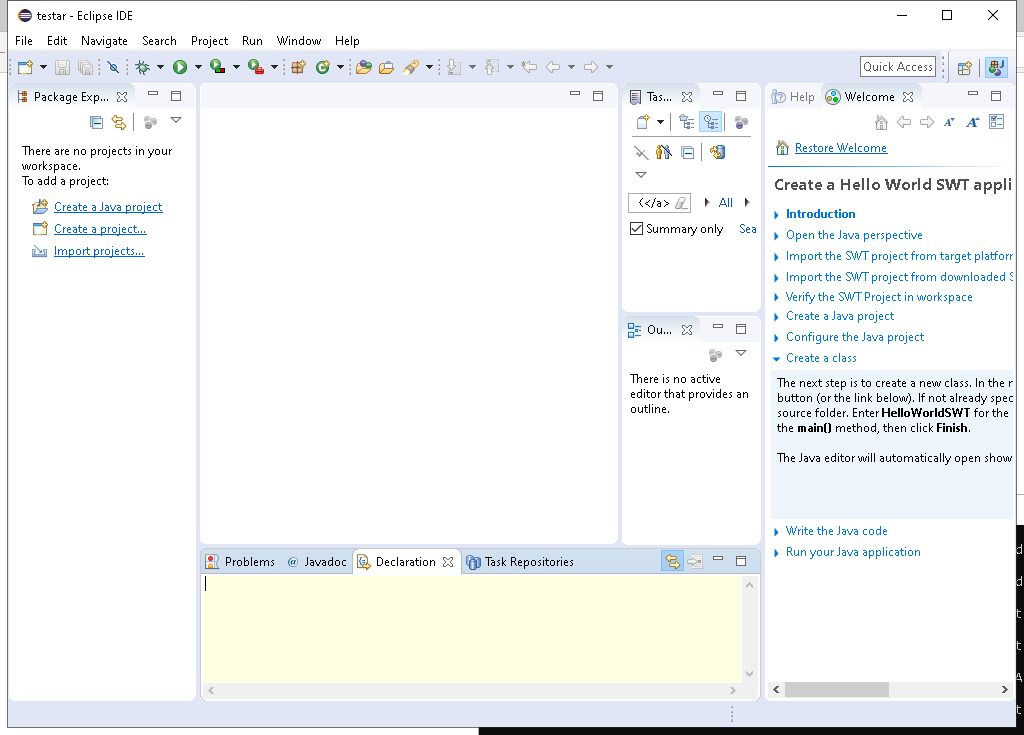 testar - Eclipse IDE
File Edit Navigate Search Project Run Window Help
Quick Access
Package Exp...
There are no projects in your
workspace.
To add a project:
Create a Java project
Create a project...
Import projects...
Tas...
(</a>
All
Summary only
Sea
Ou...
There is no active
editor that provides an
outline.
Help
Welcome
A
A
Restore Welcome
Create a Hello World SWT appli
Introduction
Open the Java perspective
Import the SWT project from target platfor
Import the SWT project from downloaded S
Verify the SWT Project in workspace
Create a Java project
Configure the Java project
Create a class
The next step is to create a new class. In the
button (or the link below). If not already spec
source folder. Enter HelloWorldSWT for the
the main() method, then click Finish.
The Java editor will automatically open show
Write the Java code
Run your Java application
Problems
@ Javadoc
Declaration
Task Repositories